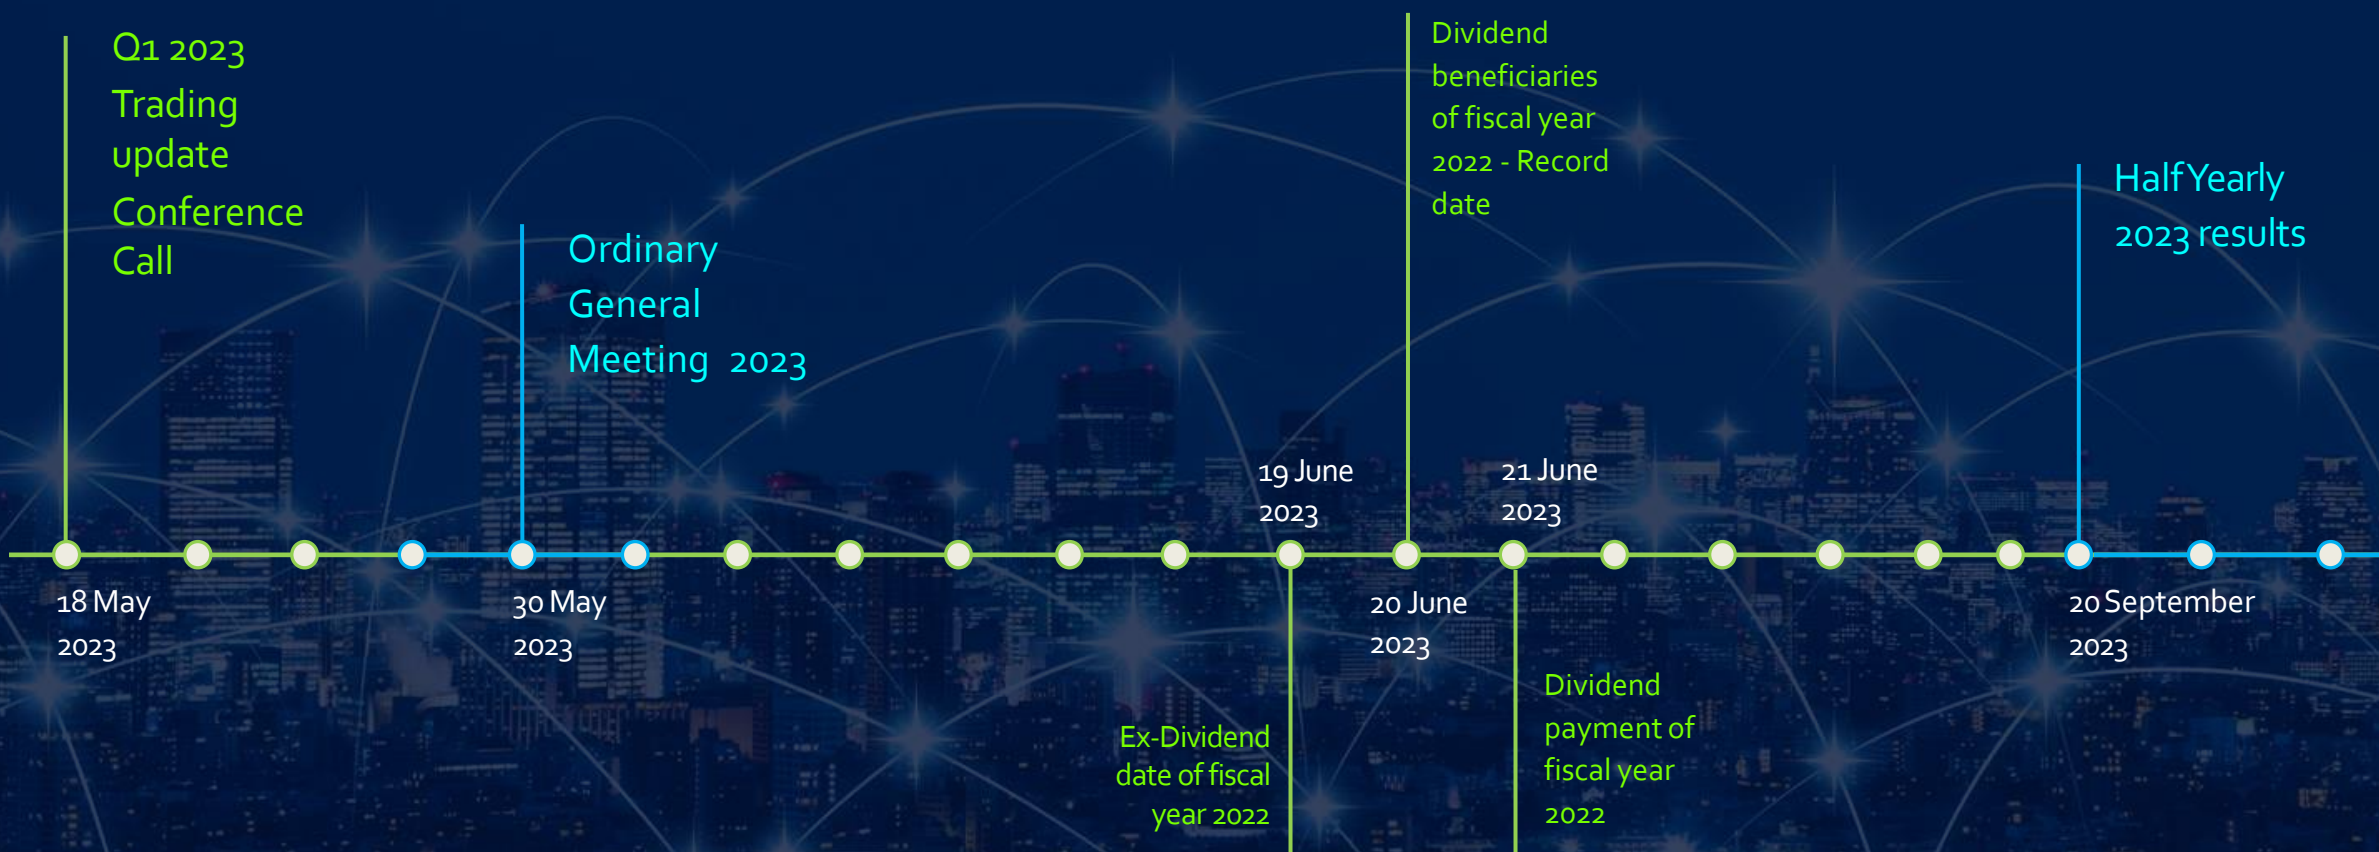 Q1 2023
Trading
update
Conference
Call
18 May
2023
Ordinary
General
Meeting 2023
30 May
2023
19 June
2023
Ex-Dividend
date of fiscal
year 2022
Dividend
beneficiaries
of fiscal year
2022 - Record
date
20 June
2023
21 June
2023
Dividend
payment of
fiscal year
2022
Half Yearly
2023 results
20 September
2023